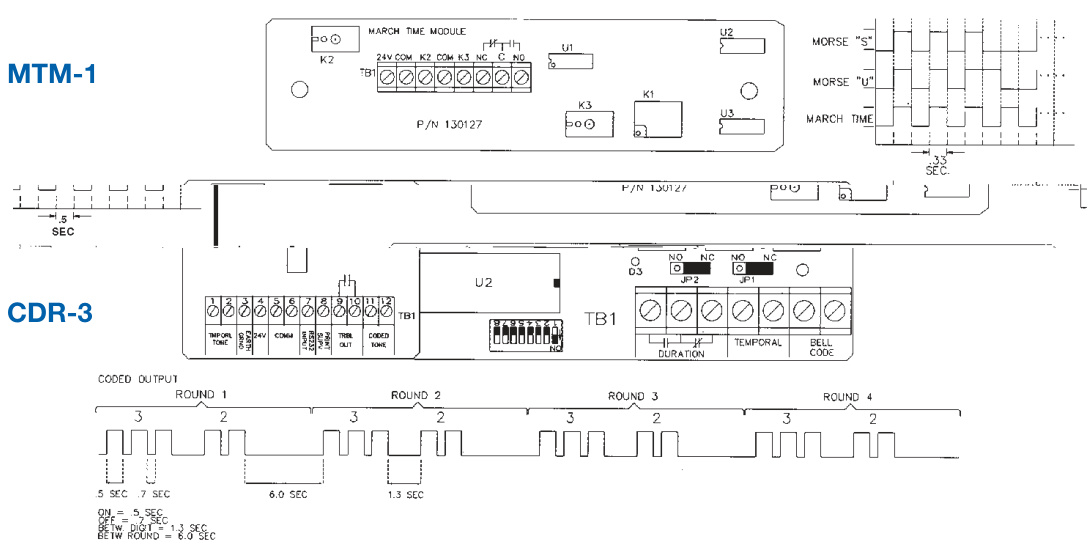 MARCH TIME MODULE
K2
24V COM K2 COM K3 NC C NO
TB1
U1
U2
K3
K1
U3
P/N 130127
MTM-1
MORSE "S"
MORSE "U"
MARCH TIME
.33
SEC.
P/N 130127
.5
SEC
CDR-3
1 2 3 4 5 6 7 8 9 10 11 12
TB1
EARTH
GRND
24V
COMM
RS232
INPUT
PRINT
SUPV
TRBL
OUT
TONE
TONE
U2
TB1
D3
NO NC
JP2
NO NC
JP1
DURATION
TEMPORAL
BELL
CODE
CODED OUTPUT
ROUND 1
ROUND 2
ROUND 3
ROUND 4
3 2 3 2 3 2 3 2
.5 SEC .7 SEC 6.0 SEC 1.3 SEC
ON = .5 SEC
OFF = .7 SEC
BETW. DIGIT = 1.3 SEC
BETW ROUND = 6.0 SEC